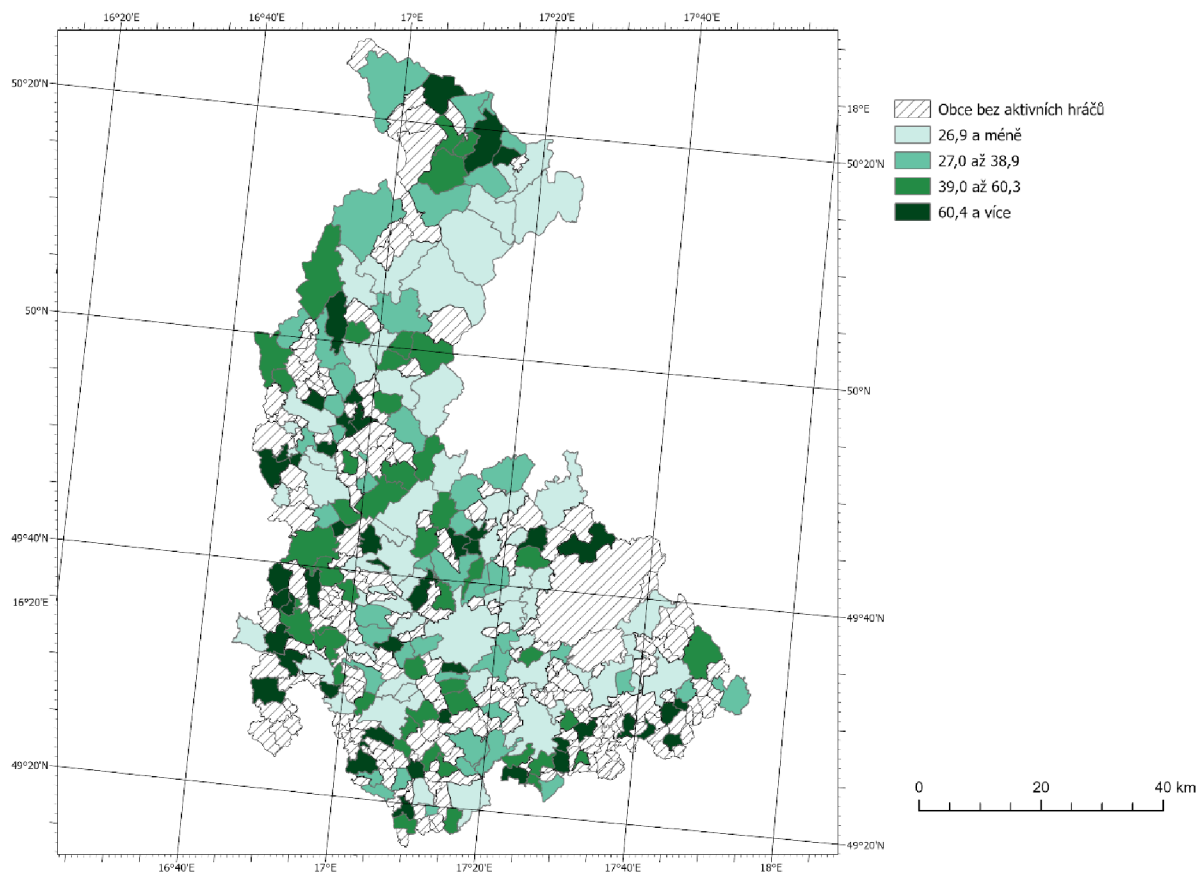 16°20'E 16°40'E 17°E 17°20'E 17°40'E
50°20'N
18°E
50°20'N
50°N
50°N
49°40'N
16°20'E
49°40'N
49°20'N
49°20'N
16°40'E 17°E 17°20'E 17°40'E 18°E
Obce bez aktivních hráčů
26,9 a méně
27,0 až 38,9
39,0 až 60,3
60,4 a více
0 20 40 km